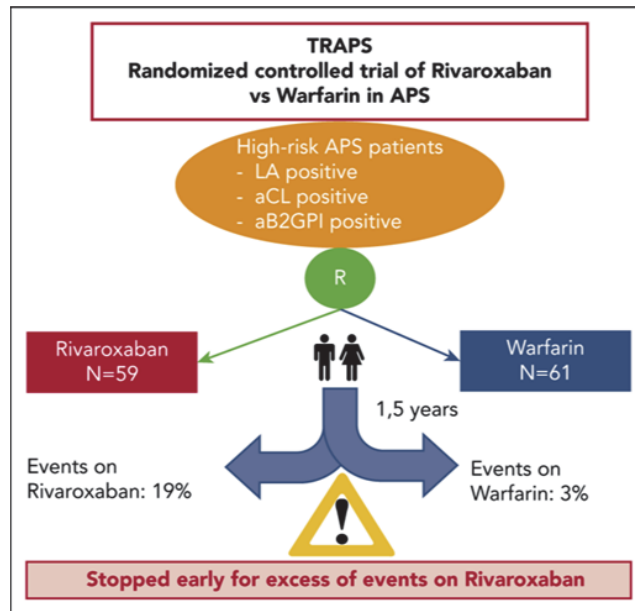 TRAPS
Randomized controlled trial of Rivaroxaban
vs Warfarin in APS
High-risk APS patients
- LA positive
- aCL positive
- aB2GPI positive
R
Rivaroxaban
N=59
Warfarin
N=61
1,5 years
Events on
Rivaroxaban: 19%
Events on
Warfarin: 3%
!
Stopped early for excess of events on Rivaroxaban